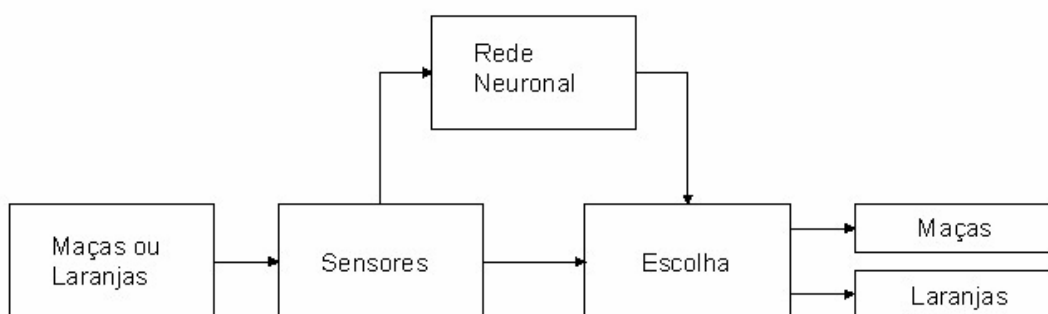 Rede
Neuronal
Maças ou
Laranjas
Sensores
Escolha
Maças
Laranjas